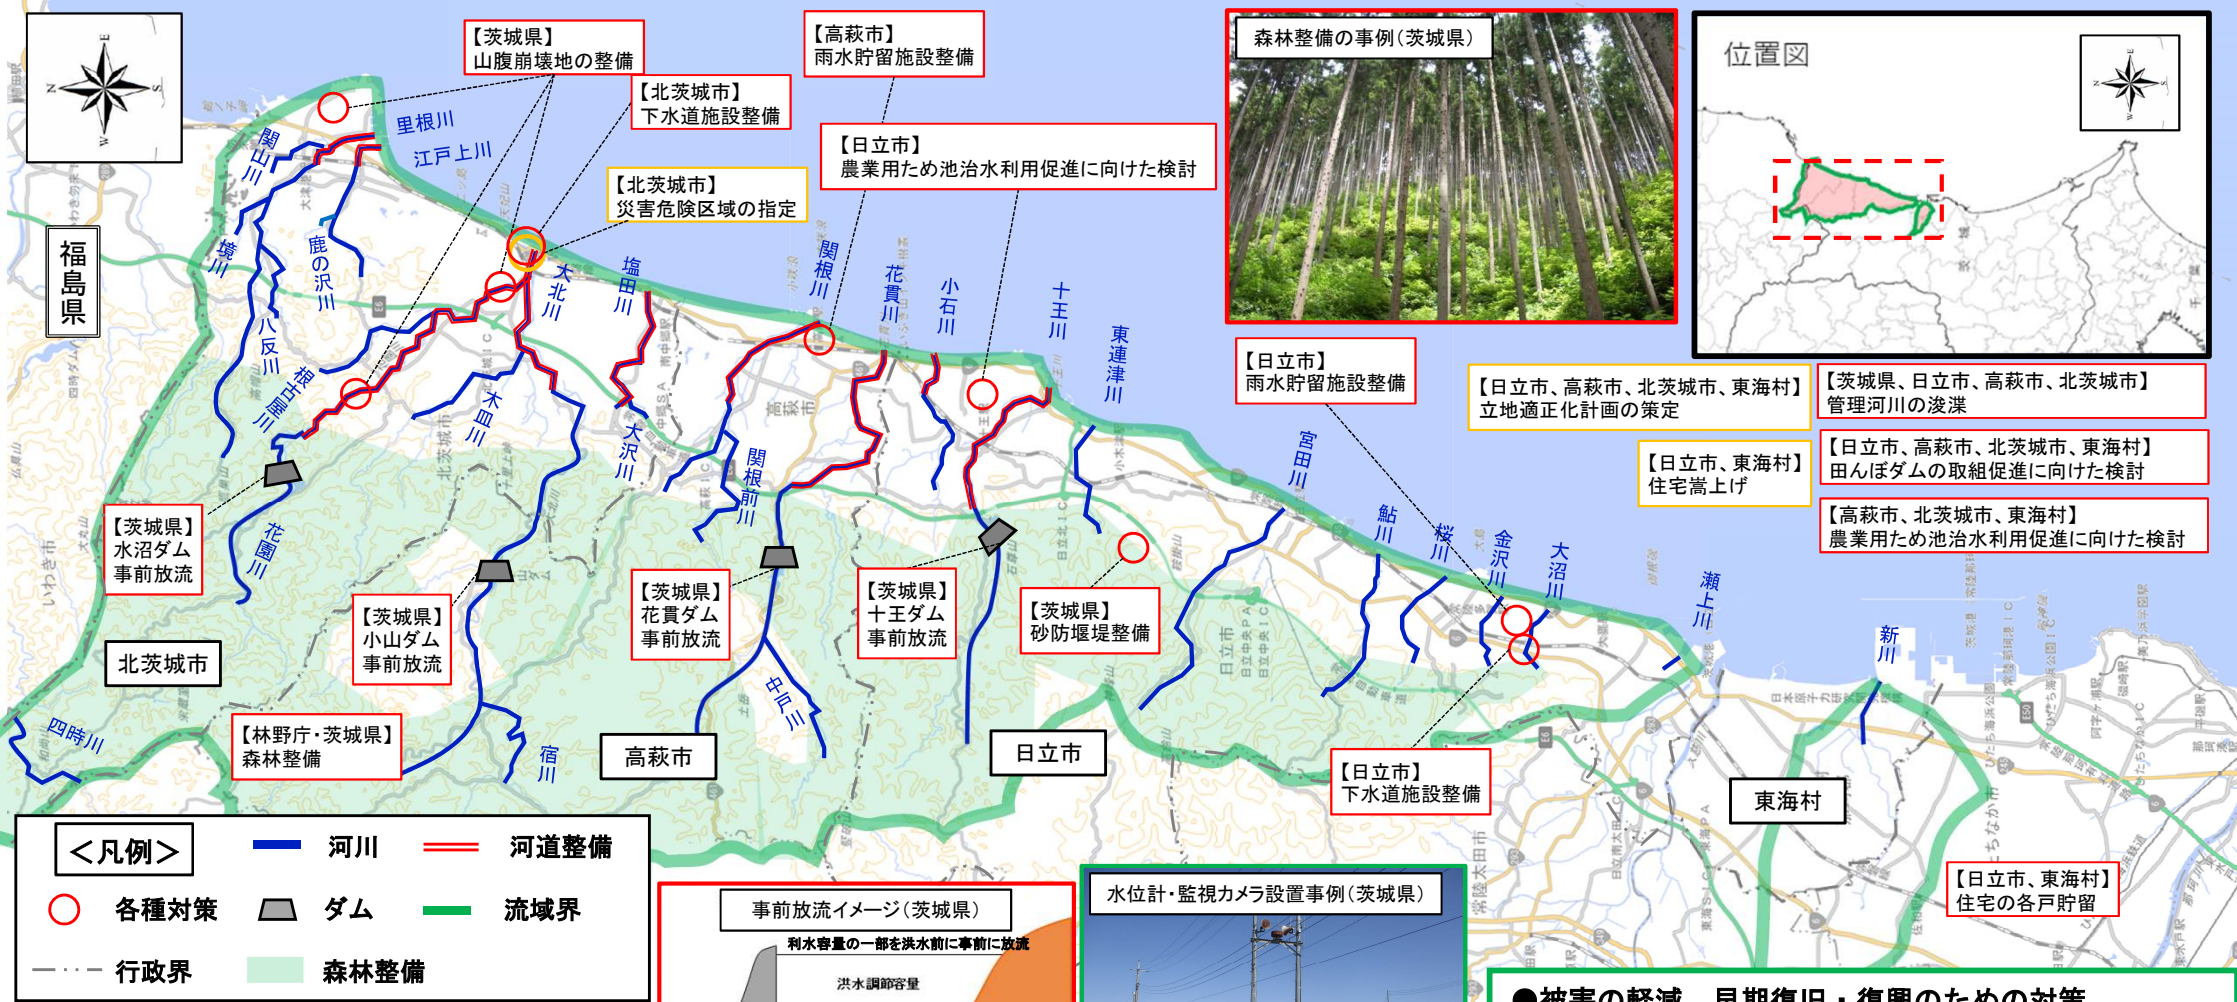 【茨城県】
山腹崩壊地の整備
【高萩市】
雨水貯留施設整備
森林整備の事例(茨城県)
位置図
【北茨城市】
下水道施設整備
【日立市】
農業用ため池治水利用促進に向けた検討
【北茨城市】
災害危険区域の指定
N
E
S
W
里根川
江戸上川
関山川
福島県
境川
鹿の沢川
八反川
根古屋川
大北川
塩田川
関根川
花貫川
小石川
十王川
東連津川
木皿川
大沢川
関根前川
宮田川
鮎川
桜川
金沢川
大沼川
瀬上川
新川
花園川
四時川
宿川
中戸川
【日立市】
雨水貯留施設整備
【日立市、高萩市、北茨城市、東海村】
立地適正化計画の策定
【茨城県、日立市、高萩市、北茨城市】
管理河川の浚渫
【日立市、東海村】
住宅嵩上げ
【日立市、高萩市、北茨城市、東海村】
田んぼダムの取組促進に向けた検討
【高萩市、北茨城市、東海村】
農業用ため池治水利用促進に向けた検討
【茨城県】
水沼ダム
事前放流
【茨城県】
小山ダム
事前放流
【茨城県】
花貫ダム
事前放流
【茨城県】
十王ダム
事前放流
【茨城県】
砂防堰堤整備
北茨城市
【林野庁・茨城県】
森林整備
高萩市
日立市
【日立市】
下水道施設整備
東海村
【日立市、東海村】
住宅の各戸貯留
<凡例>
河川
河道整備
各種対策
ダム
流域界
行政界
森林整備
事前放流イメージ(茨城県)
利水容量の一部を洪水前に事前に放流
洪水調節容量
水位計・監視カメラ設置事例(茨城県)
●被害の軽減、早期復旧・復興のための対策